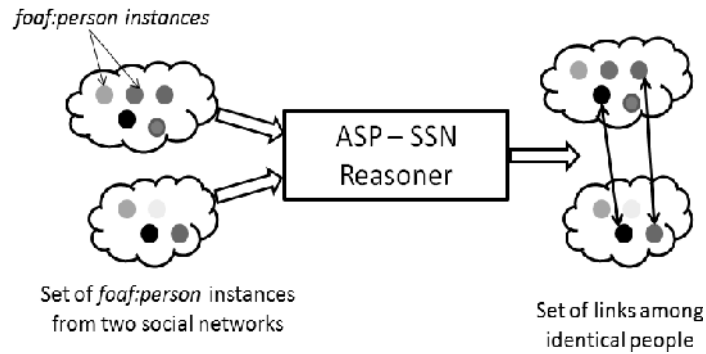 foaf:person instances
ASP – SSN
Reasoner
Set of foaf:person instances
from two social networks
Set of links among
identical people